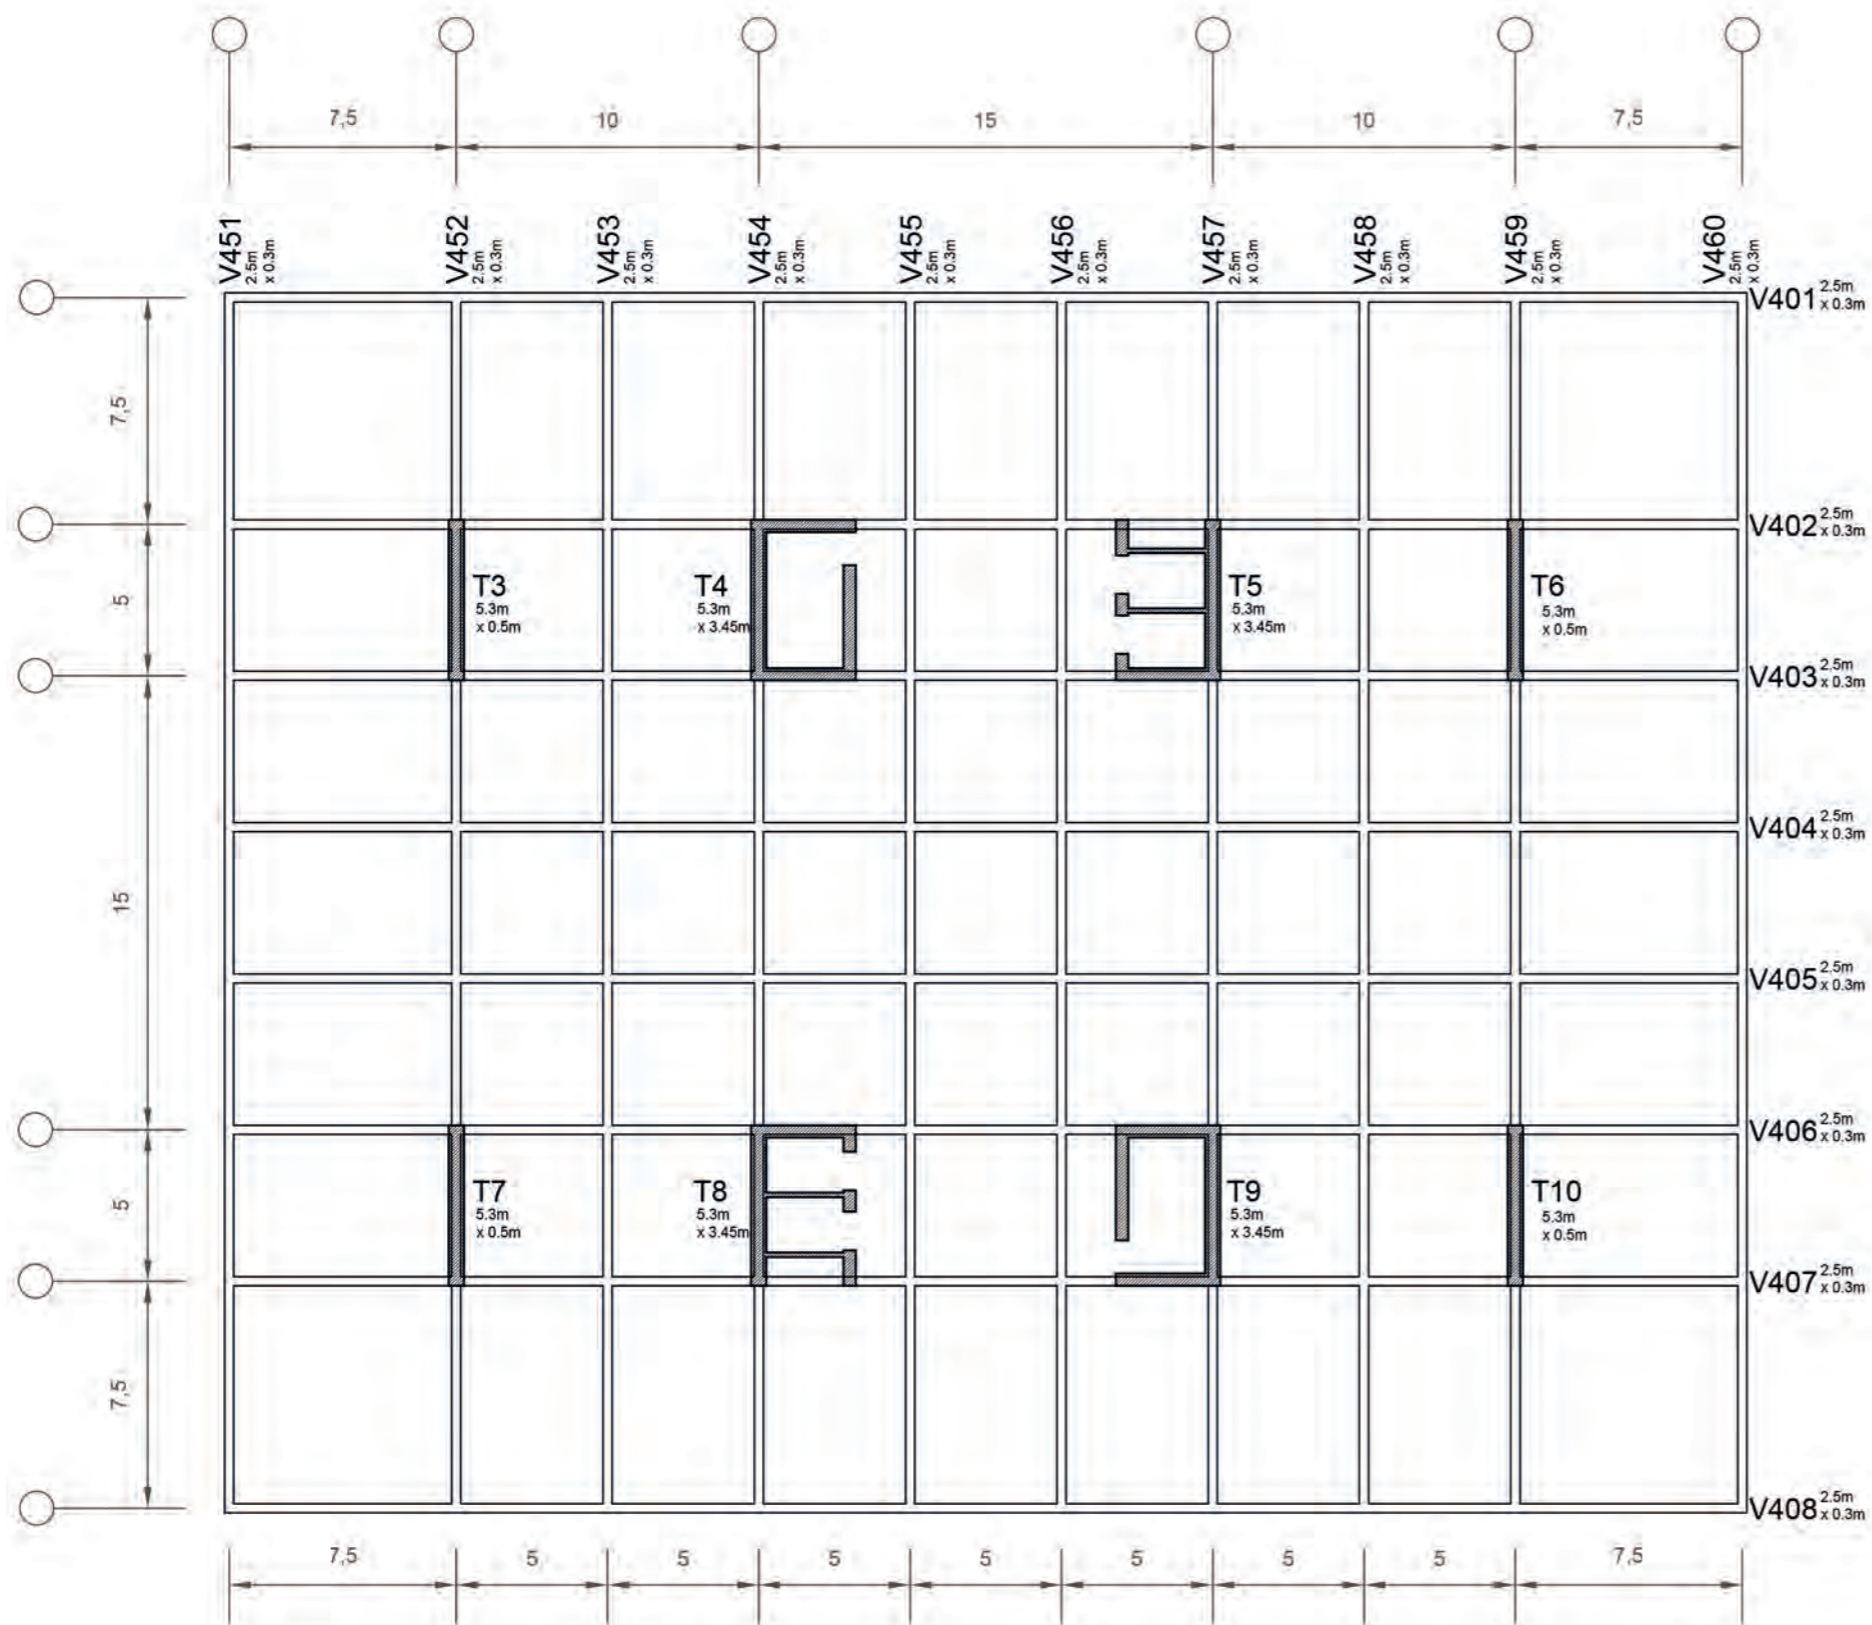 7,5 10 15 10 7,5
V451 2.5m x 0.3m
V452 2.5m x 0.3m
V453 2.5m x 0.3m
V454 2.5m x 0.3m
V455 2.5m x 0.3m
V456 2.5m x 0.3m
V457 2.5m x 0.3m
V458 2.5m x 0.3m
V459 2.5m x 0.3m
V460 2.5m x 0.3m
V401 2.5m x 0.3m
7,5
V402 2.5m x 0.3m
5
T3
5.3m
x 0.5m
T4
5.3m
x 3.45m
T5
5.3m
x 3.45m
T6
5.3m
x 0.5m
V403 2.5m x 0.3m
V404 2.5m x 0.3m
15
V405 2.5m x 0.3m
V406 2.5m x 0.3m
5
T7
5.3m
x 0.5m
T8
5.3m
x 3.45m
T9
5.3m
x 3.45m
T10
5.3m
x 0.5m
V407 2.5m x 0.3m
7,5
V408 2.5m x 0.3m
7,5 5 5 5 5 5 5 5 7,5